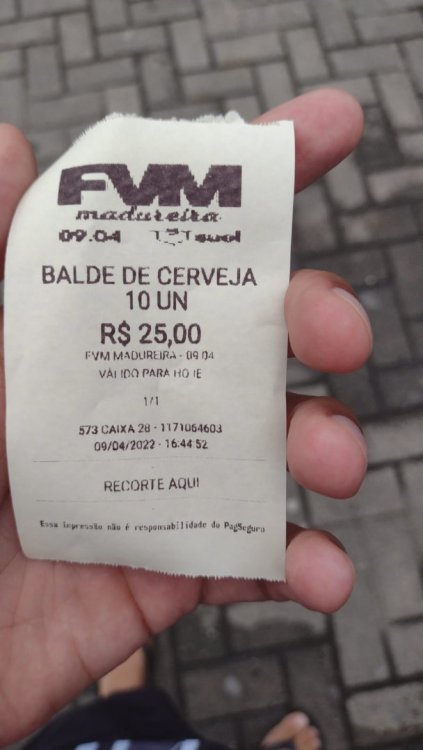 FVM
madureira
09.04
BALDE DE CERVEJA
10 UN
R$ 25,00
FVM MADUREIRA - 09.04
VÁLIDO PARA HOJE
1/1
573 CAIXA 28 - 1171064603
09/04/2022 - 16:44:52
RECORTE AQUI
Essa impressão não é responsabilidade do PagSeguro